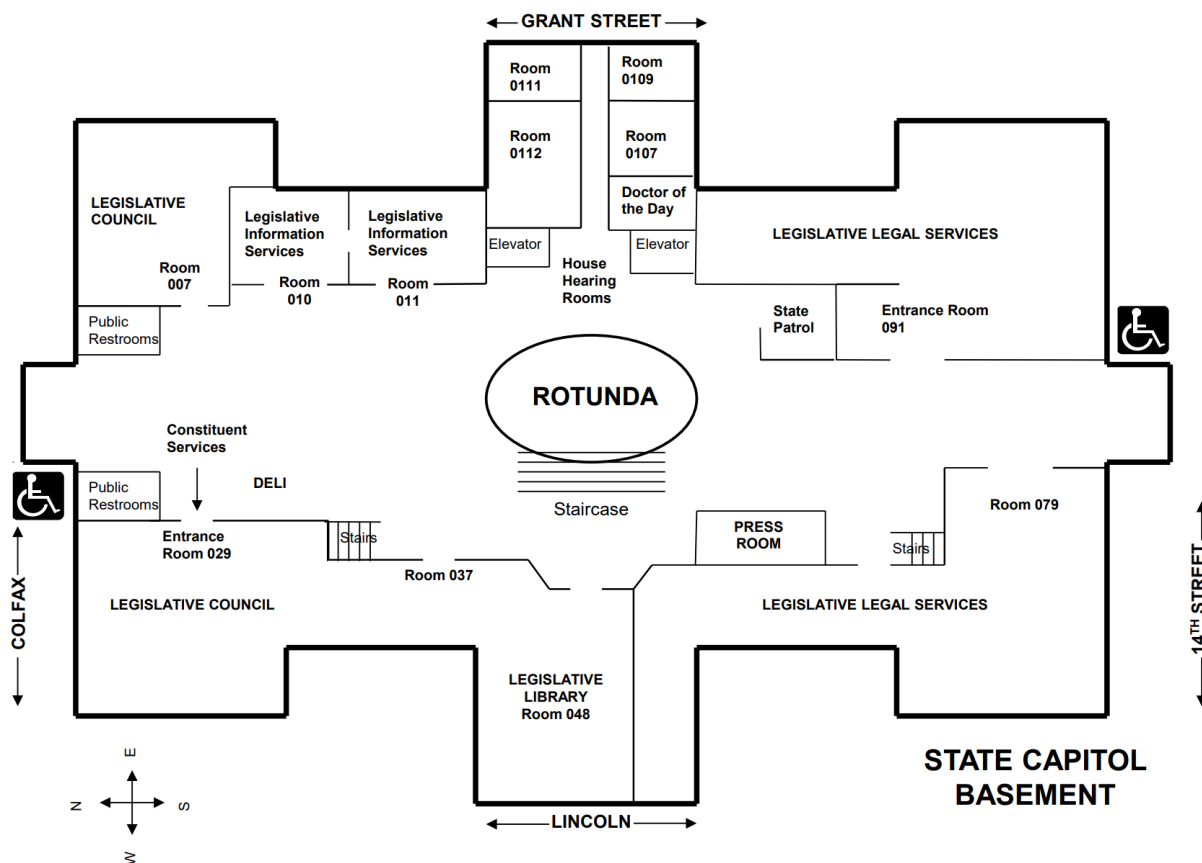 GRANT STREET
Room
0111
Room
0109
Room
0112
Room
0107
Doctor of
the Day
LEGISLATIVE
COUNCIL
Legislative
Information
Services
Legislative
Information
Services
Elevator
Elevator
LEGISLATIVE LEGAL SERVICES
Room
007
Room
010
Room
011
House
Hearing
Rooms
Public
Restrooms
State
Patrol
Entrance Room
091
ROTUNDA
Constituent
Services
Public
Restrooms
DELI
Staircase
Room 079
Entrance
Room 029
Stairs
PRESS
ROOM
Stairs
Room 037
COLFAX
LEGISLATIVE COUNCIL
LEGISLATIVE LEGAL SERVICES
14TH STREET
LEGISLATIVE
LIBRARY
Room 048
E
N
S
W
STATE CAPITOL
BASEMENT
LINCOLN